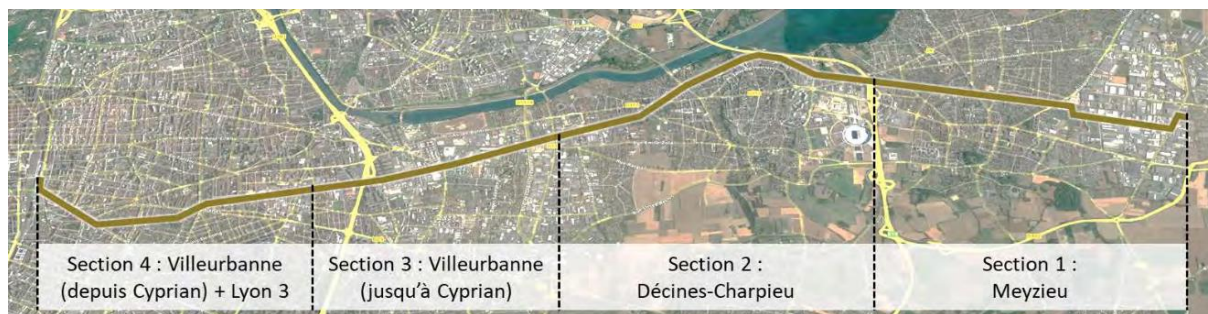 Section 4 : Villeurbanne
(depuis Cyprian) + Lyon 3
Section 3 : Villeurbanne
(jusqu'à Cyprian)
Section 2 :
Décines-Charpieu
Section 1 :
Meyzieu